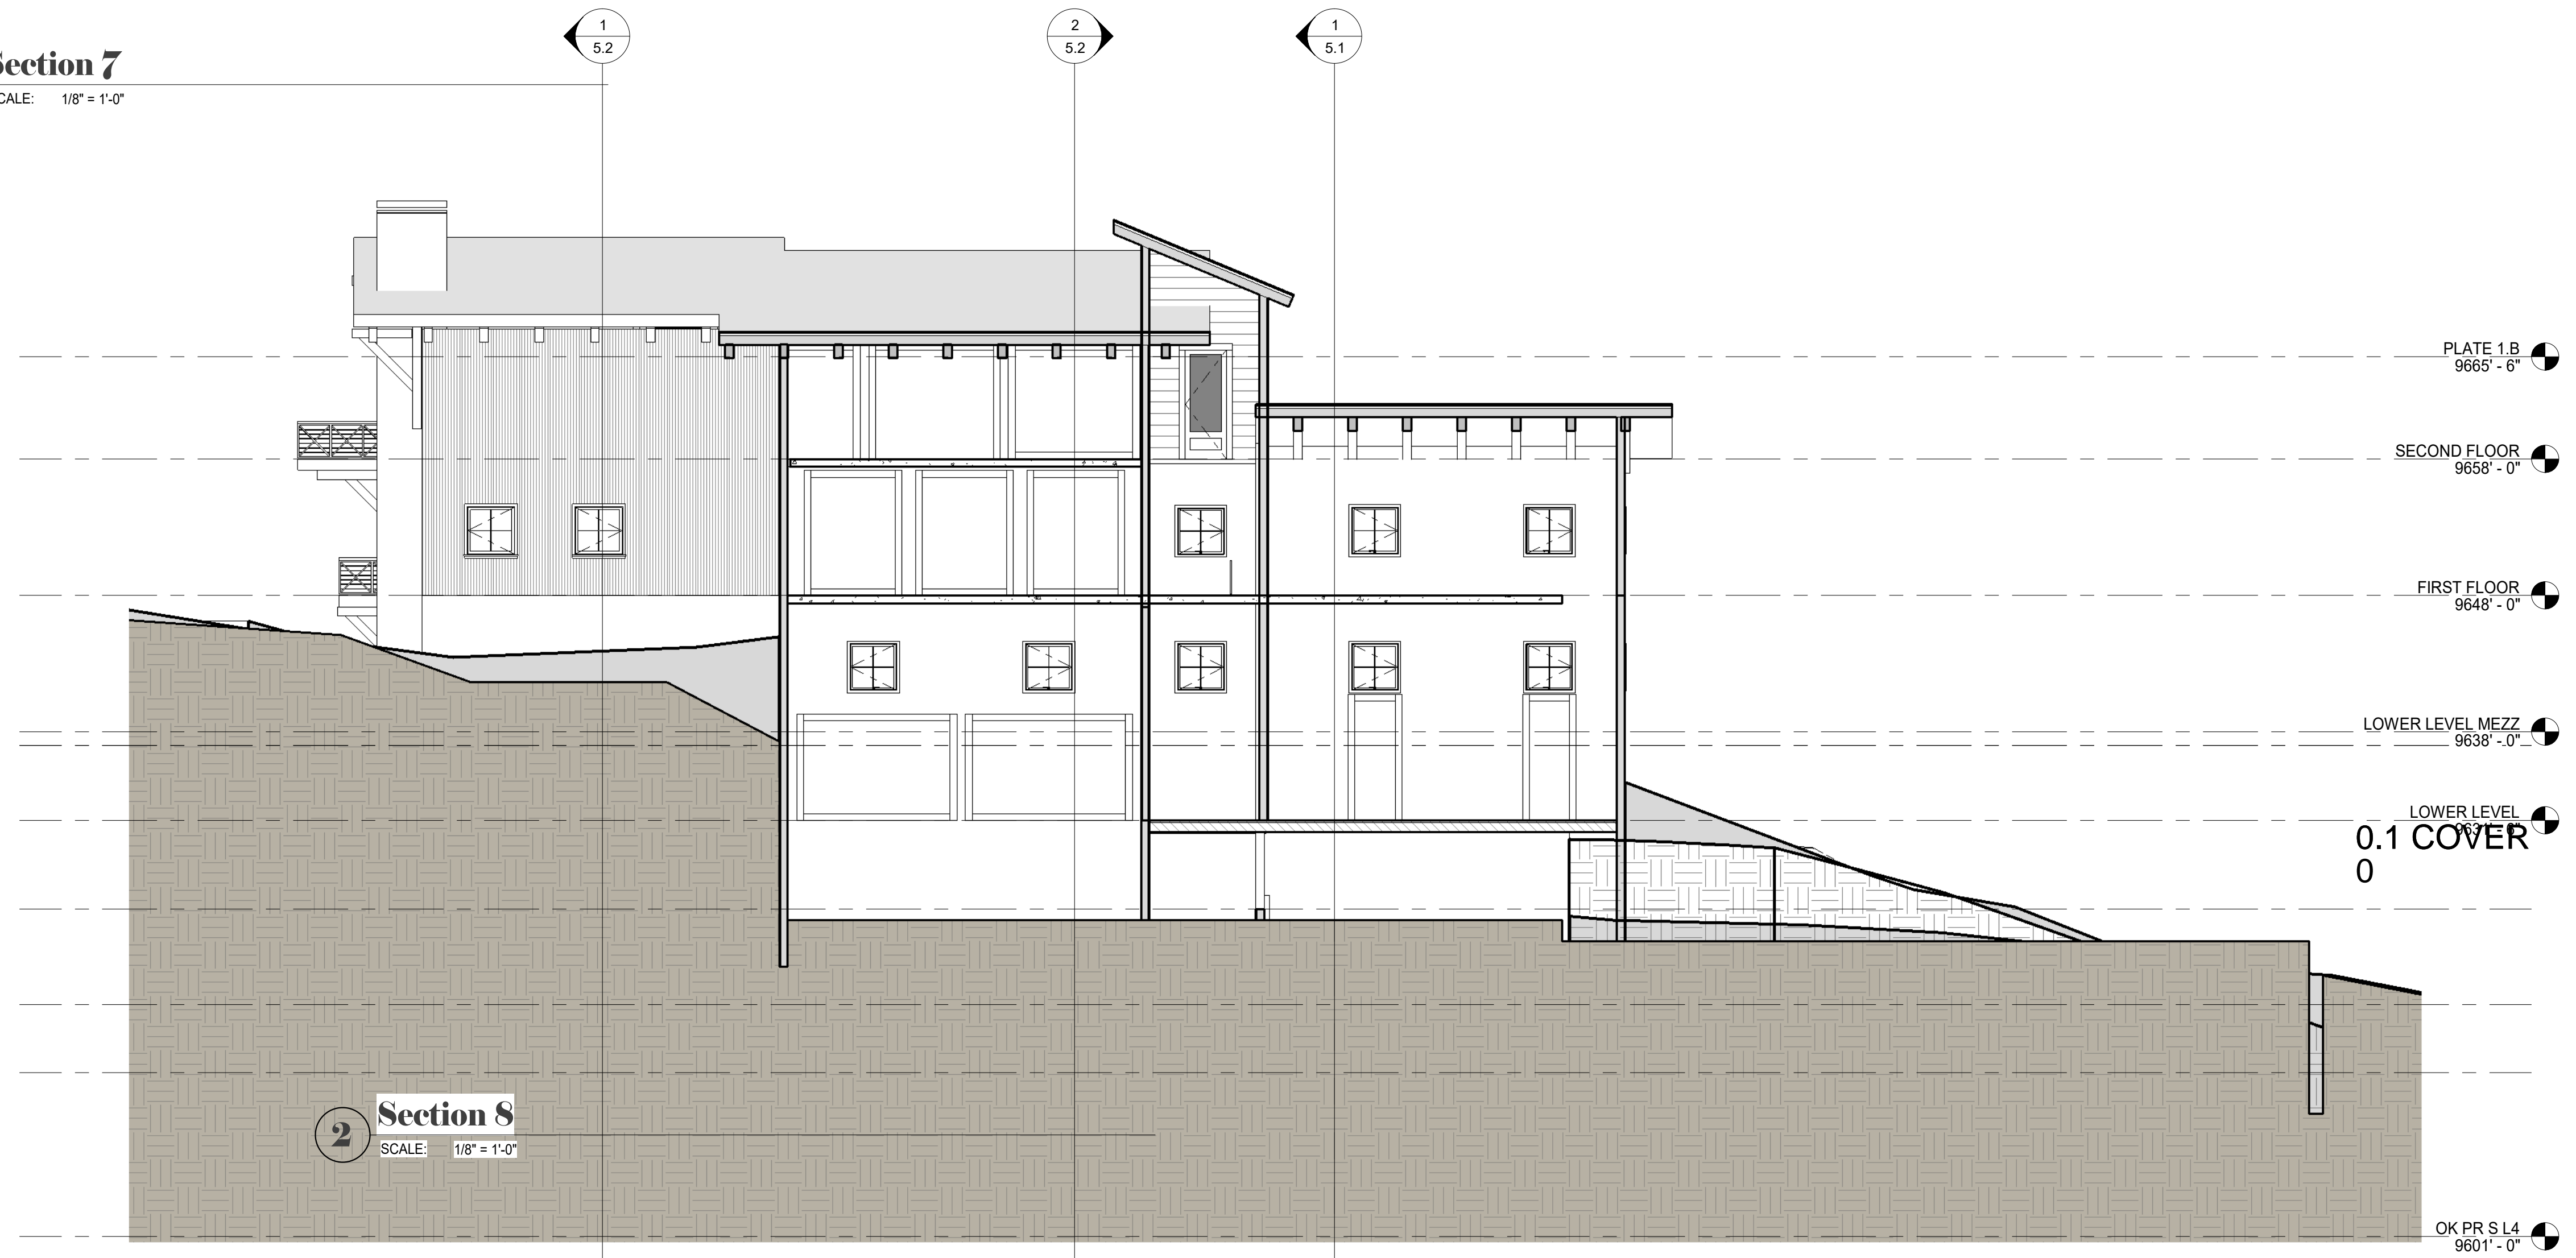 1
5.2
2
5.2
1
5.1
Section 7
SCALE: 1/8" = 1'-0"
PLATE 1.B
9665' - 6"
SECOND FLOOR
9658' - 0"
FIRST FLOOR
9648' - 0"
LOWER LEVEL MEZZ
9638' - 0"
LOWER LEVEL
9631' - 6"
0.1 COVER
0
2
Section 8
SCALE: 1/8" = 1'-0"
OK PR S L4
9601' - 0"